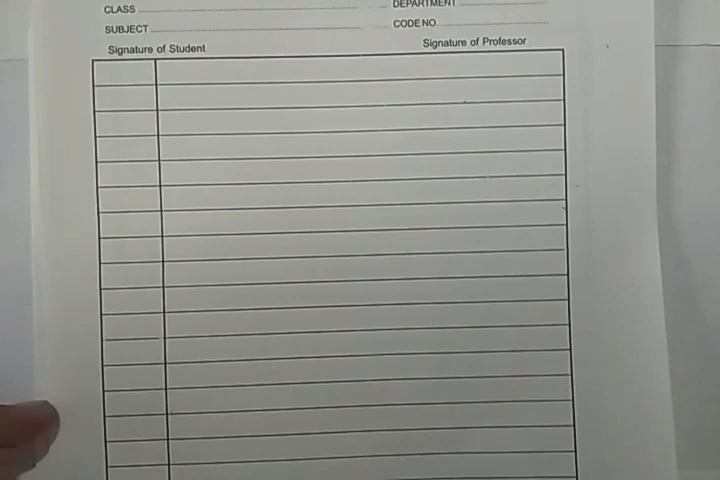 CLASS DEPARTMENT
SUBJECT CODE NO.
Signature of Student Signature of Professor